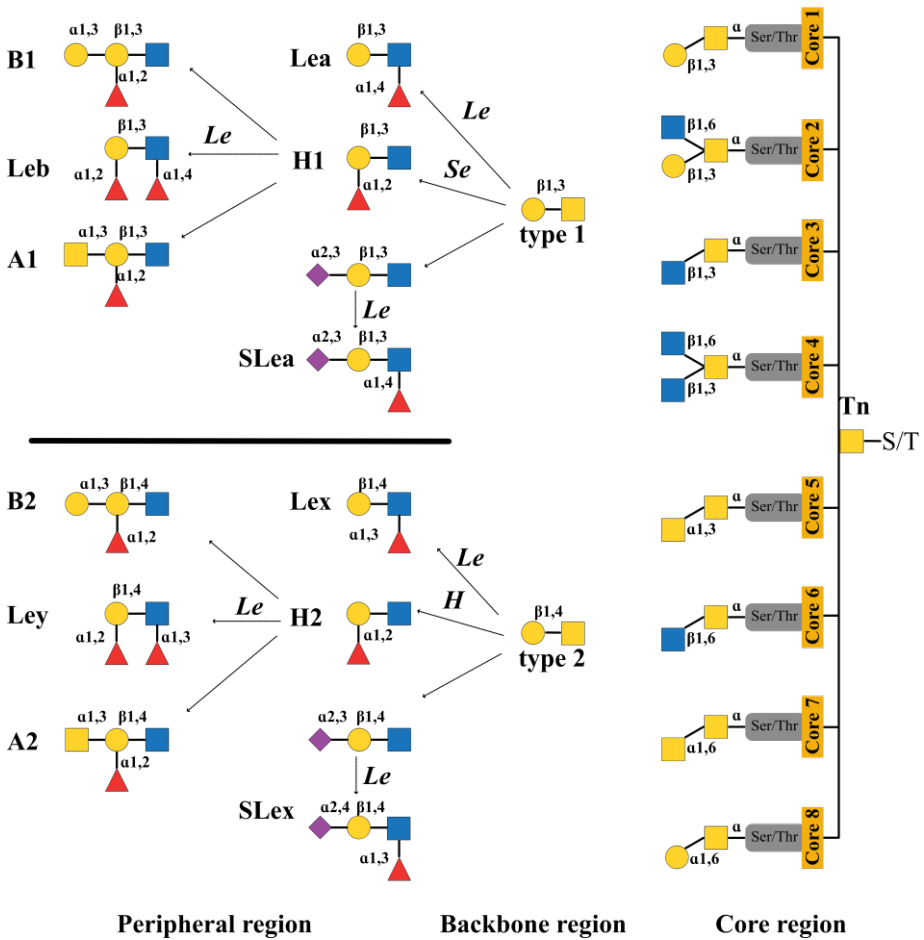 α1,3 β1,3
B1
α1,2
β1,3
Leb
α1,2 α1,4
α1,3 β1,3
A1
α1,2
Le
H1
β1,3
Lea
α1,4
β1,3
α1,2
α2,3 β1,3
Le
α2,3 β1,3
SLea
α1,4
Le
Se
β1,3
type 1
α1,3 β1,4
B2
α1,2
β1,4
Ley
α1,2 α1,3
α1,3 β1,4
A2
α1,2
Le
H2
β1,4
Lex
α1,3
α1,2
α2,3 β1,4
Le
α2,4 β1,4
SLex
α1,3
Le
H
β1,4
type 2
α Ser/Thr Core 1
β1,3
β1,6
α Ser/Thr Core 2
β1,3
α Ser/Thr Core 3
β1,3
β1,6
α Ser/Thr Core 4
β1,3
Tn
S/T
α Ser/Thr Core 5
α1,3
α Ser/Thr Core 6
β1,6
α Ser/Thr Core 7
α1,6
α Ser/Thr Core 8
α1,6
Peripheral region Backbone region Core region